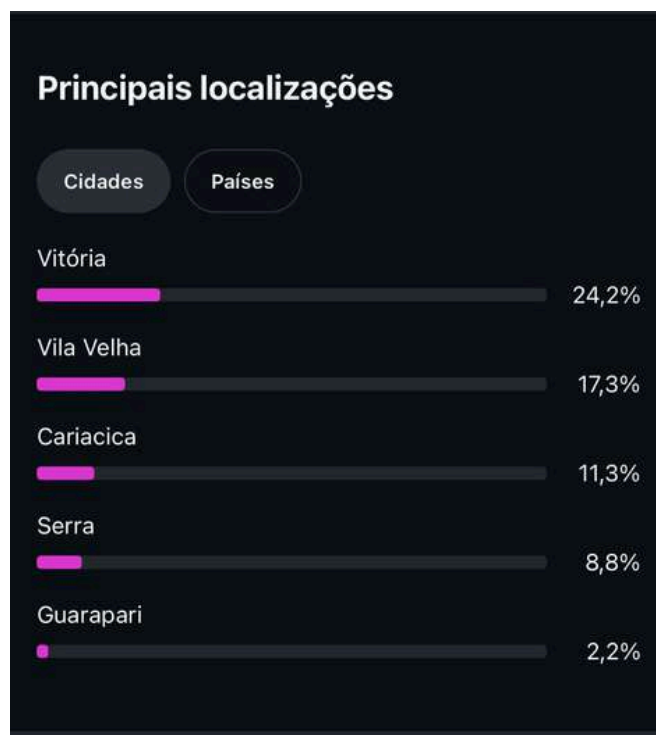 Principais localizações
Cidades Países
Vitória
24,2%
Vila Velha
17,3%
Cariacica
11,3%
Serra
8,8%
Guarapari
2,2%